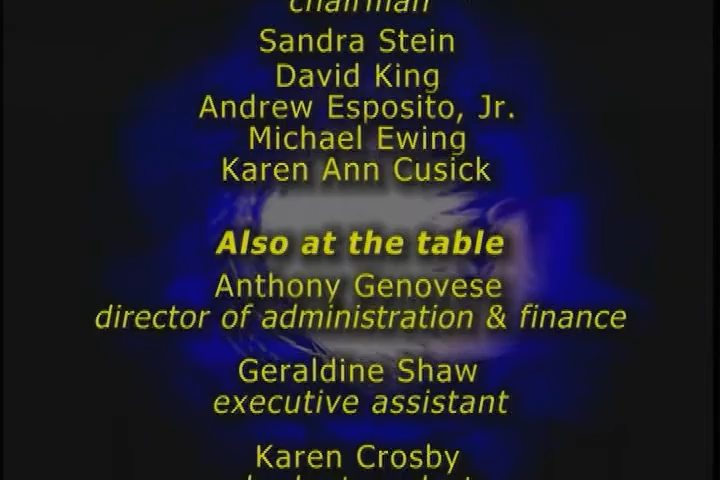 chairman
Sandra Stein
David King
Andrew Esposito, Jr.
Michael Ewing
Karen Ann Cusick
Also at the table
Anthony Genovese
director of administration & finance
Geraldine Shaw
executive assistant
Karen Crosby